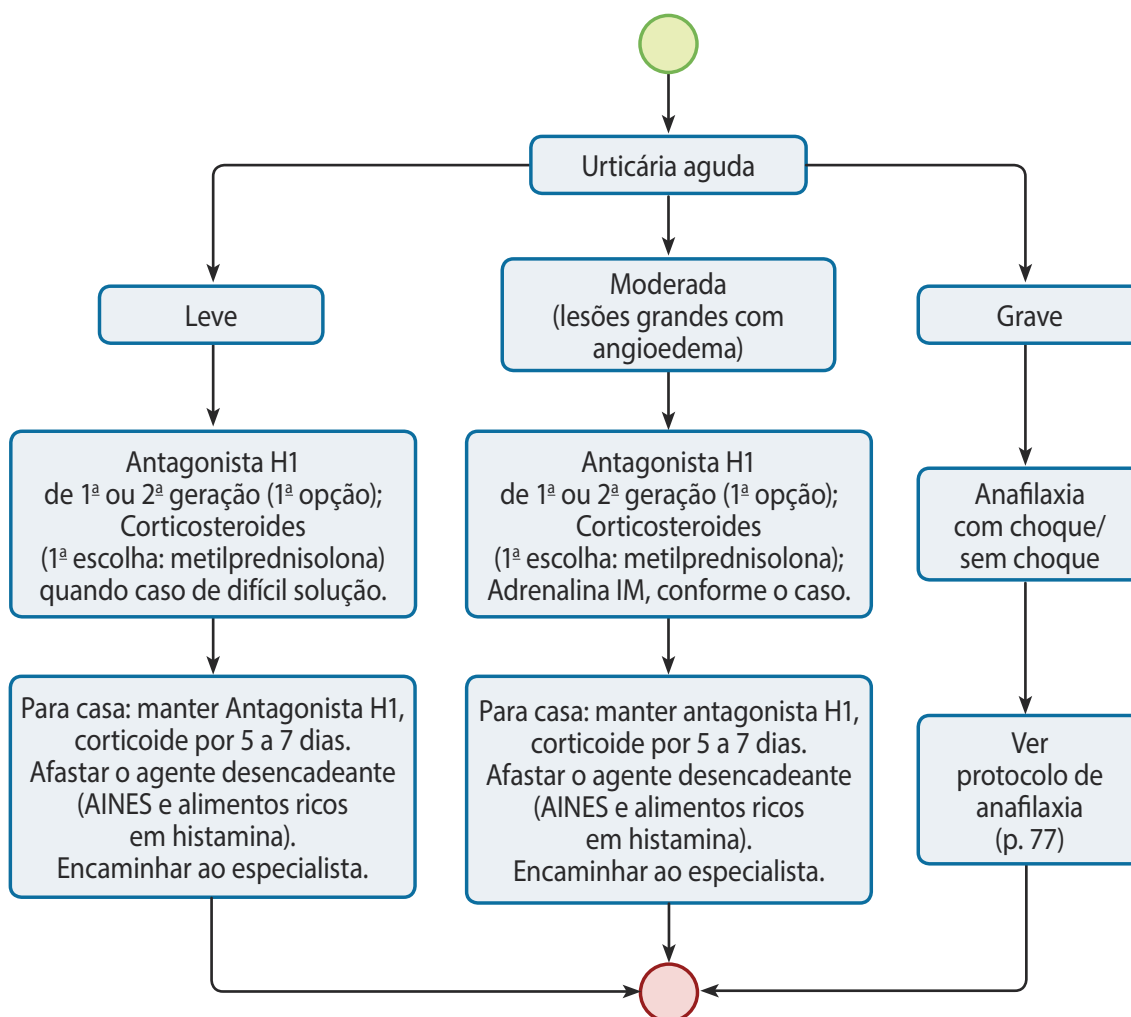 Urticária aguda
Leve
Moderada
(lesões grandes com
angioedema)
Grave
Antagonista H1
de 1ª ou 2ª geração (1ª opção);
Corticosteroides
(1ª escolha: metilprednisolona)
quando caso de difícil solução.
Antagonista H1
de 1ª ou 2ª geração (1ª opção);
Corticosteroides
(1ª escolha: metilprednisolona);
Adrenalina IM, conforme o caso.
Anafilaxia
com choque/
sem choque
Para casa: manter Antagonista H1,
corticoide por 5 a 7 dias.
Afastar o agente desencadeante
(AINES e alimentos ricos
em histamina).
Encaminhar ao especialista.
Para casa: manter antagonista H1,
corticoide por 5 a 7 dias.
Afastar o agente desencadeante
(AINES e alimentos ricos
em histamina).
Encaminhar ao especialista.
Ver
protocolo de
anafilaxia
(p. 77)